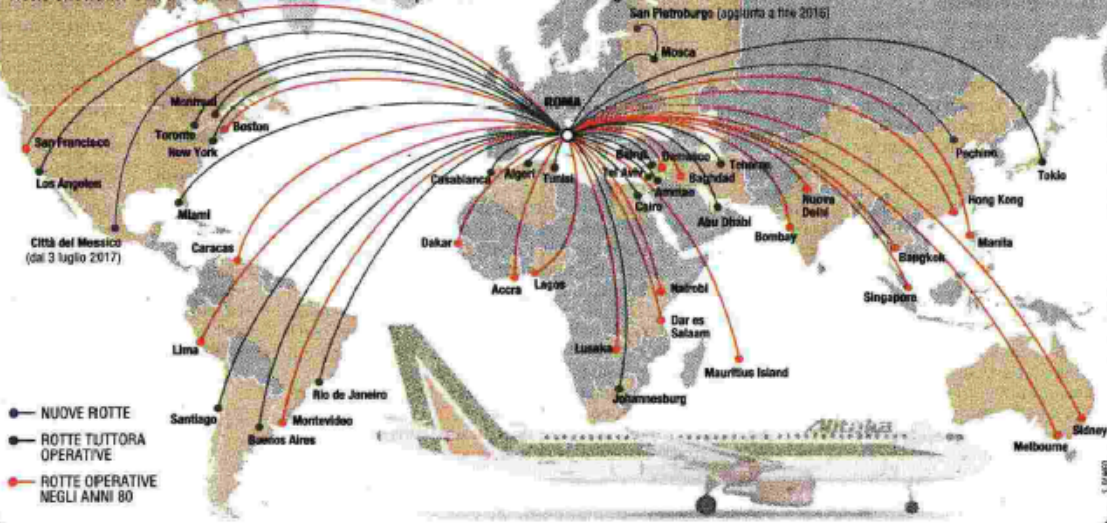 San Pietroburgo (aggiunta a fine 2016)
Mosca
ROMA
Montreal
Toronto
Boston
New York
San Francisco
Los Angelen
Miami
Città del Messico
(dal 3 luglio 2017)
Caracas
Casablanca
Algeri
Tunisi
Beirut
Damasco
Teheran
Tel Aviv
Baghdad
Amman
Cairo
Abu Dhabi
Nuova
Delhi
Bombay
Pechino
Tokio
Hong Kong
Manila
Bangkok
Singapore
Dakar
Accra
Lagos
Nairobi
Dar es
Salaam
Lusaka
Mauritius Island
Johannesburg
Lima
Rio de Janeiro
Santiago
Montevideo
Buenos Aires
Melbourne
Sidney
Alitalia
NUOVE ROTTE
ROTTE TUTTORA
OPERATIVE
ROTTE OPERATIVE
NEGLI ANNI 80